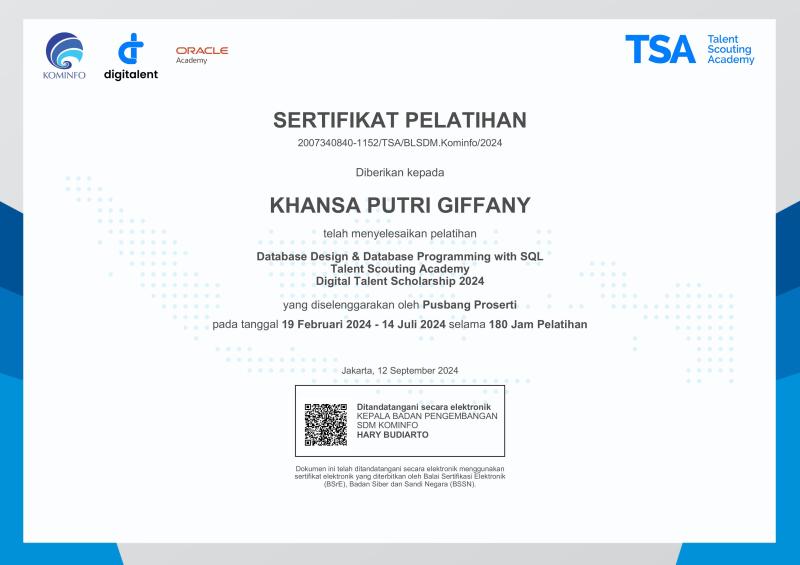 KOMINFO
digitalent
ORACLE
Academy
TSA
Talent
Scouting
Academy
SERTIFIKAT PELATIHAN
2007340840-1152/TSA/BLSDM.Kominfo/2024
Diberikan kepada
KHANSA PUTRI GIFFANY
telah menyelesaikan pelatihan
Database Design & Database Programming with SQL
Talent Scouting Academy
Digital Talent Scholarship 2024
yang diselenggarakan oleh Pusbang Proserti
pada tanggal 19 Februari 2024 - 14 Juli 2024 selama 180 Jam Pelatihan
Jakarta, 12 September 2024
Ditandatangani secara elektronik
KEPALA BADAN PENGEMBANGAN
SDM KOMINFO
HARY BUDIARTO
Dokumen ini telah ditandatangani secara elektronik menggunakan
sertifikat elektronik yang diterbitkan oleh Balai Sertifikasi Elektronik
(BSrE), Badan Siber dan Sandi Negara (BSSN).